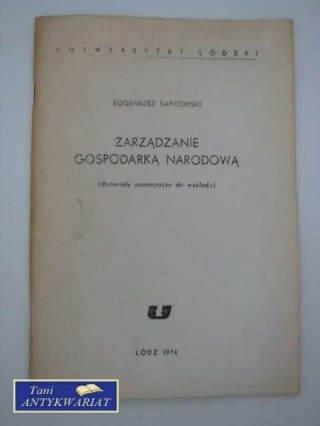 UNIWERSYTET ŁÓDZKI
EUGENIUSZ SAPKOWSKI
ZARZĄDZANIE
GOSPODARKĄ NARODOWĄ
(Materiały pomocnicze do wykładu)
ŁÓDŹ 1974
Tani
ANTYKWARIAT